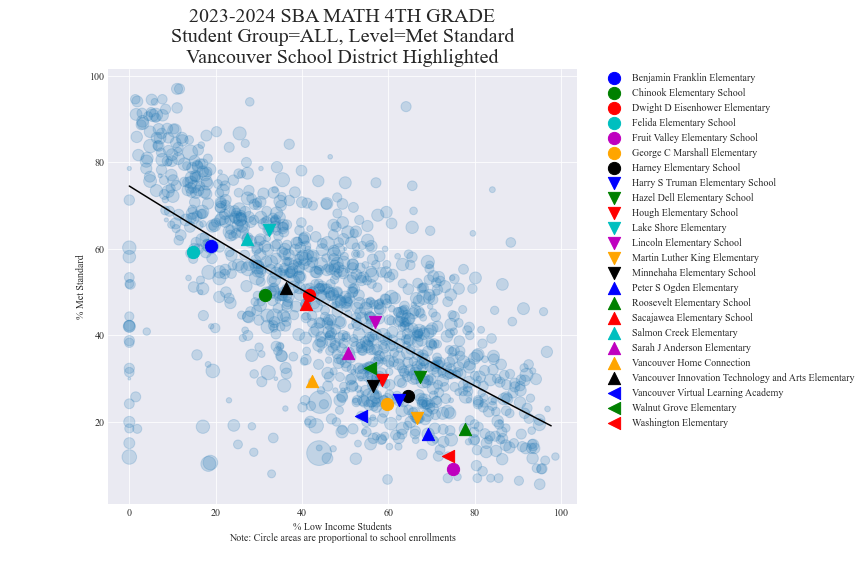 2023-2024 SBA MATH 4TH GRADE
Student Group=ALL, Level=Met Standard
Vancouver School District Highlighted
% Met Standard
100
80
60
40
20
0
20
40
60
80
100
% Low Income Students
Note: Circle areas are proportional to school enrollments
Benjamin Franklin Elementary
Chinook Elementary School
Dwight D Eisenhower Elementary
Felida Elementary School
Fruit Valley Elementary School
George C Marshall Elementary
Harney Elementary School
Harry S Truman Elementary School
Hazel Dell Elementary School
Hough Elementary School
Lake Shore Elementary
Lincoln Elementary School
Martin Luther King Elementary
Minnehaha Elementary School
Peter S Ogden Elementary
Roosevelt Elementary School
Sacajawea Elementary School
Salmon Creek Elementary
Sarah J Anderson Elementary
Vancouver Home Connection
Vancouver Innovation Technology and Arts Elementary
Vancouver Virtual Learning Academy
Walnut Grove Elementary
Washington Elementary